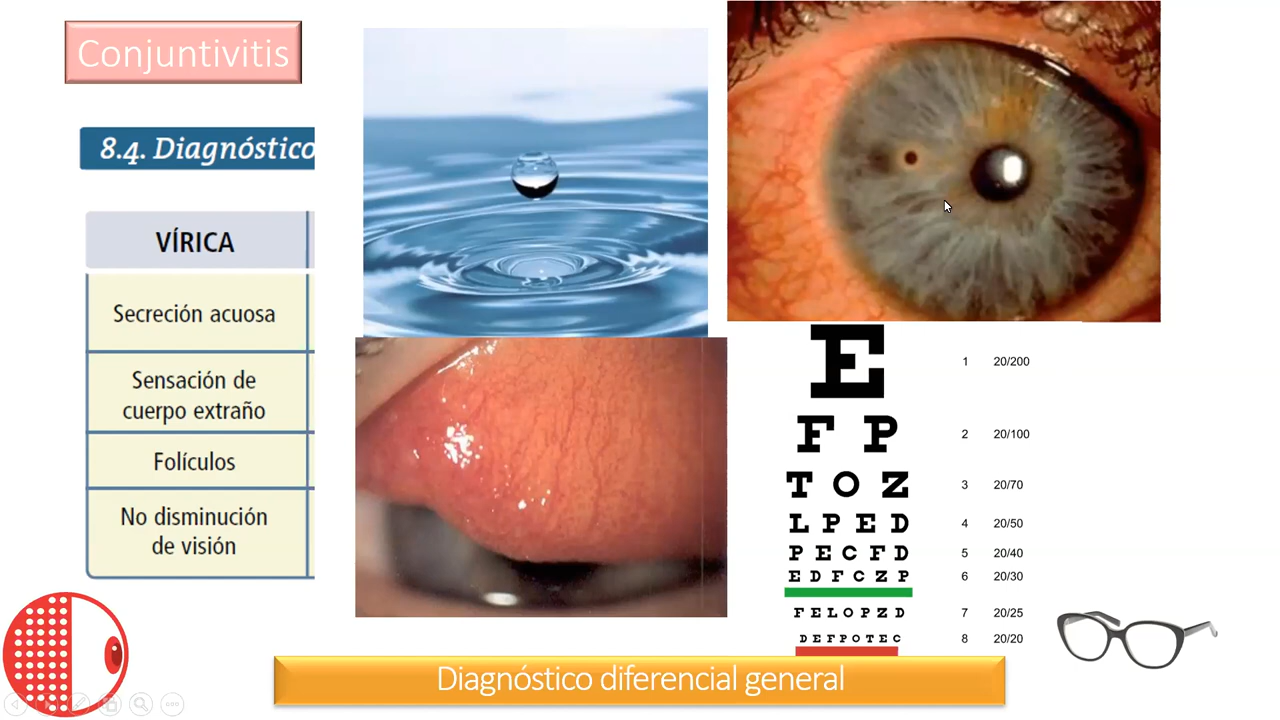 Conjuntivitis
8.4. Diagnóstico
VÍRICA
Secreción acuosa
Sensación de
cuerpo extraño
Folículos
No disminución
de visión
E 1 20/200
F P 2 20/100
T O Z 3 20/70
L P E D 4 20/50
P E C F D 5 20/40
E D F C Z P 6 20/30
F E L O P Z D 7 20/25
D E F P O T E C 8 20/20
Diagnóstico diferencial general